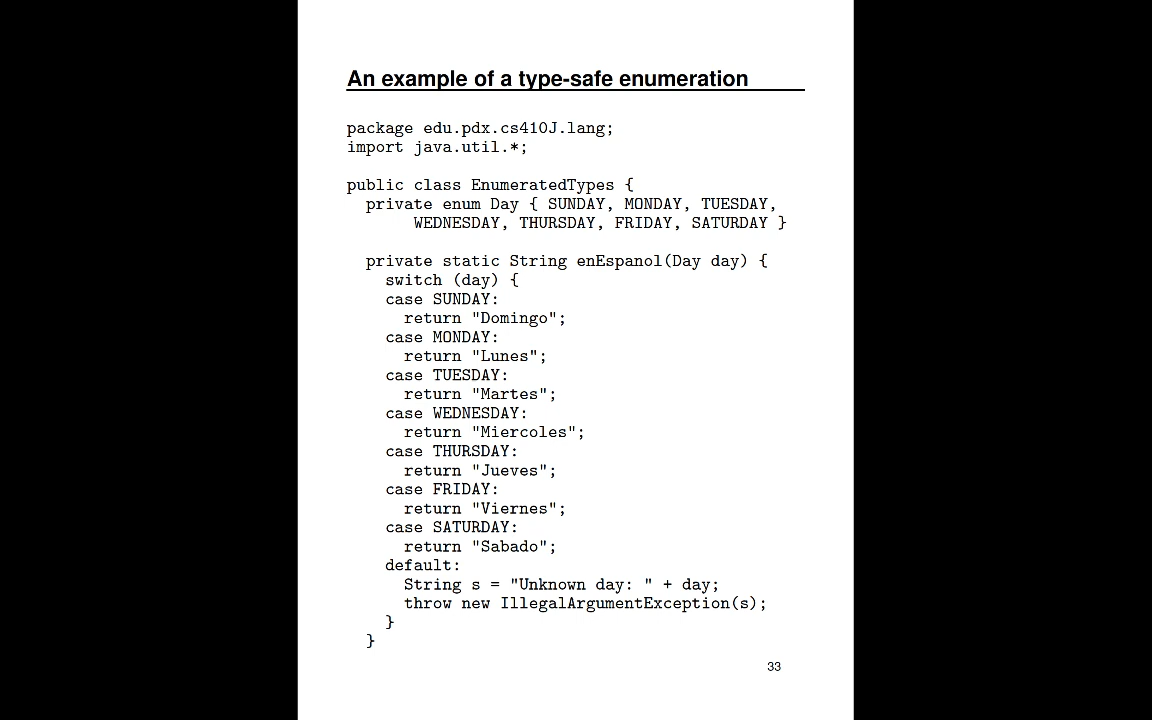 An example of a type-safe enumeration
package edu.pdx.cs410J.lang;
import java.util.*;
public class EnumeratedTypes {
private enum Day { SUNDAY, MONDAY, TUESDAY,
WEDNESDAY, THURSDAY, FRIDAY, SATURDAY }
private static String enEspanol(Day day) {
switch (day) {
case SUNDAY:
return "Domingo";
case MONDAY:
return "Lunes";
case TUESDAY:
return "Martes";
case WEDNESDAY:
return "Miercoles";
case THURSDAY:
return "Jueves";
case FRIDAY:
return "Viernes";
case SATURDAY:
return "Sabado";
default:
String s = "Unknown day: " + day;
throw new IllegalArgumentException(s);
}
}
33